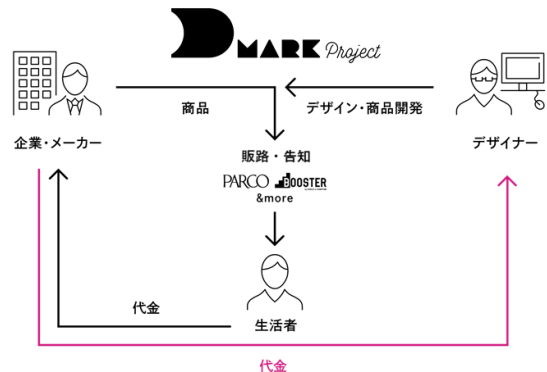 D MARK Project
商品
デザイン・商品開発
企業・メーカー
デザイナー
販路・告知
PARCO BOOSTER
&more
代金
生活者
代金